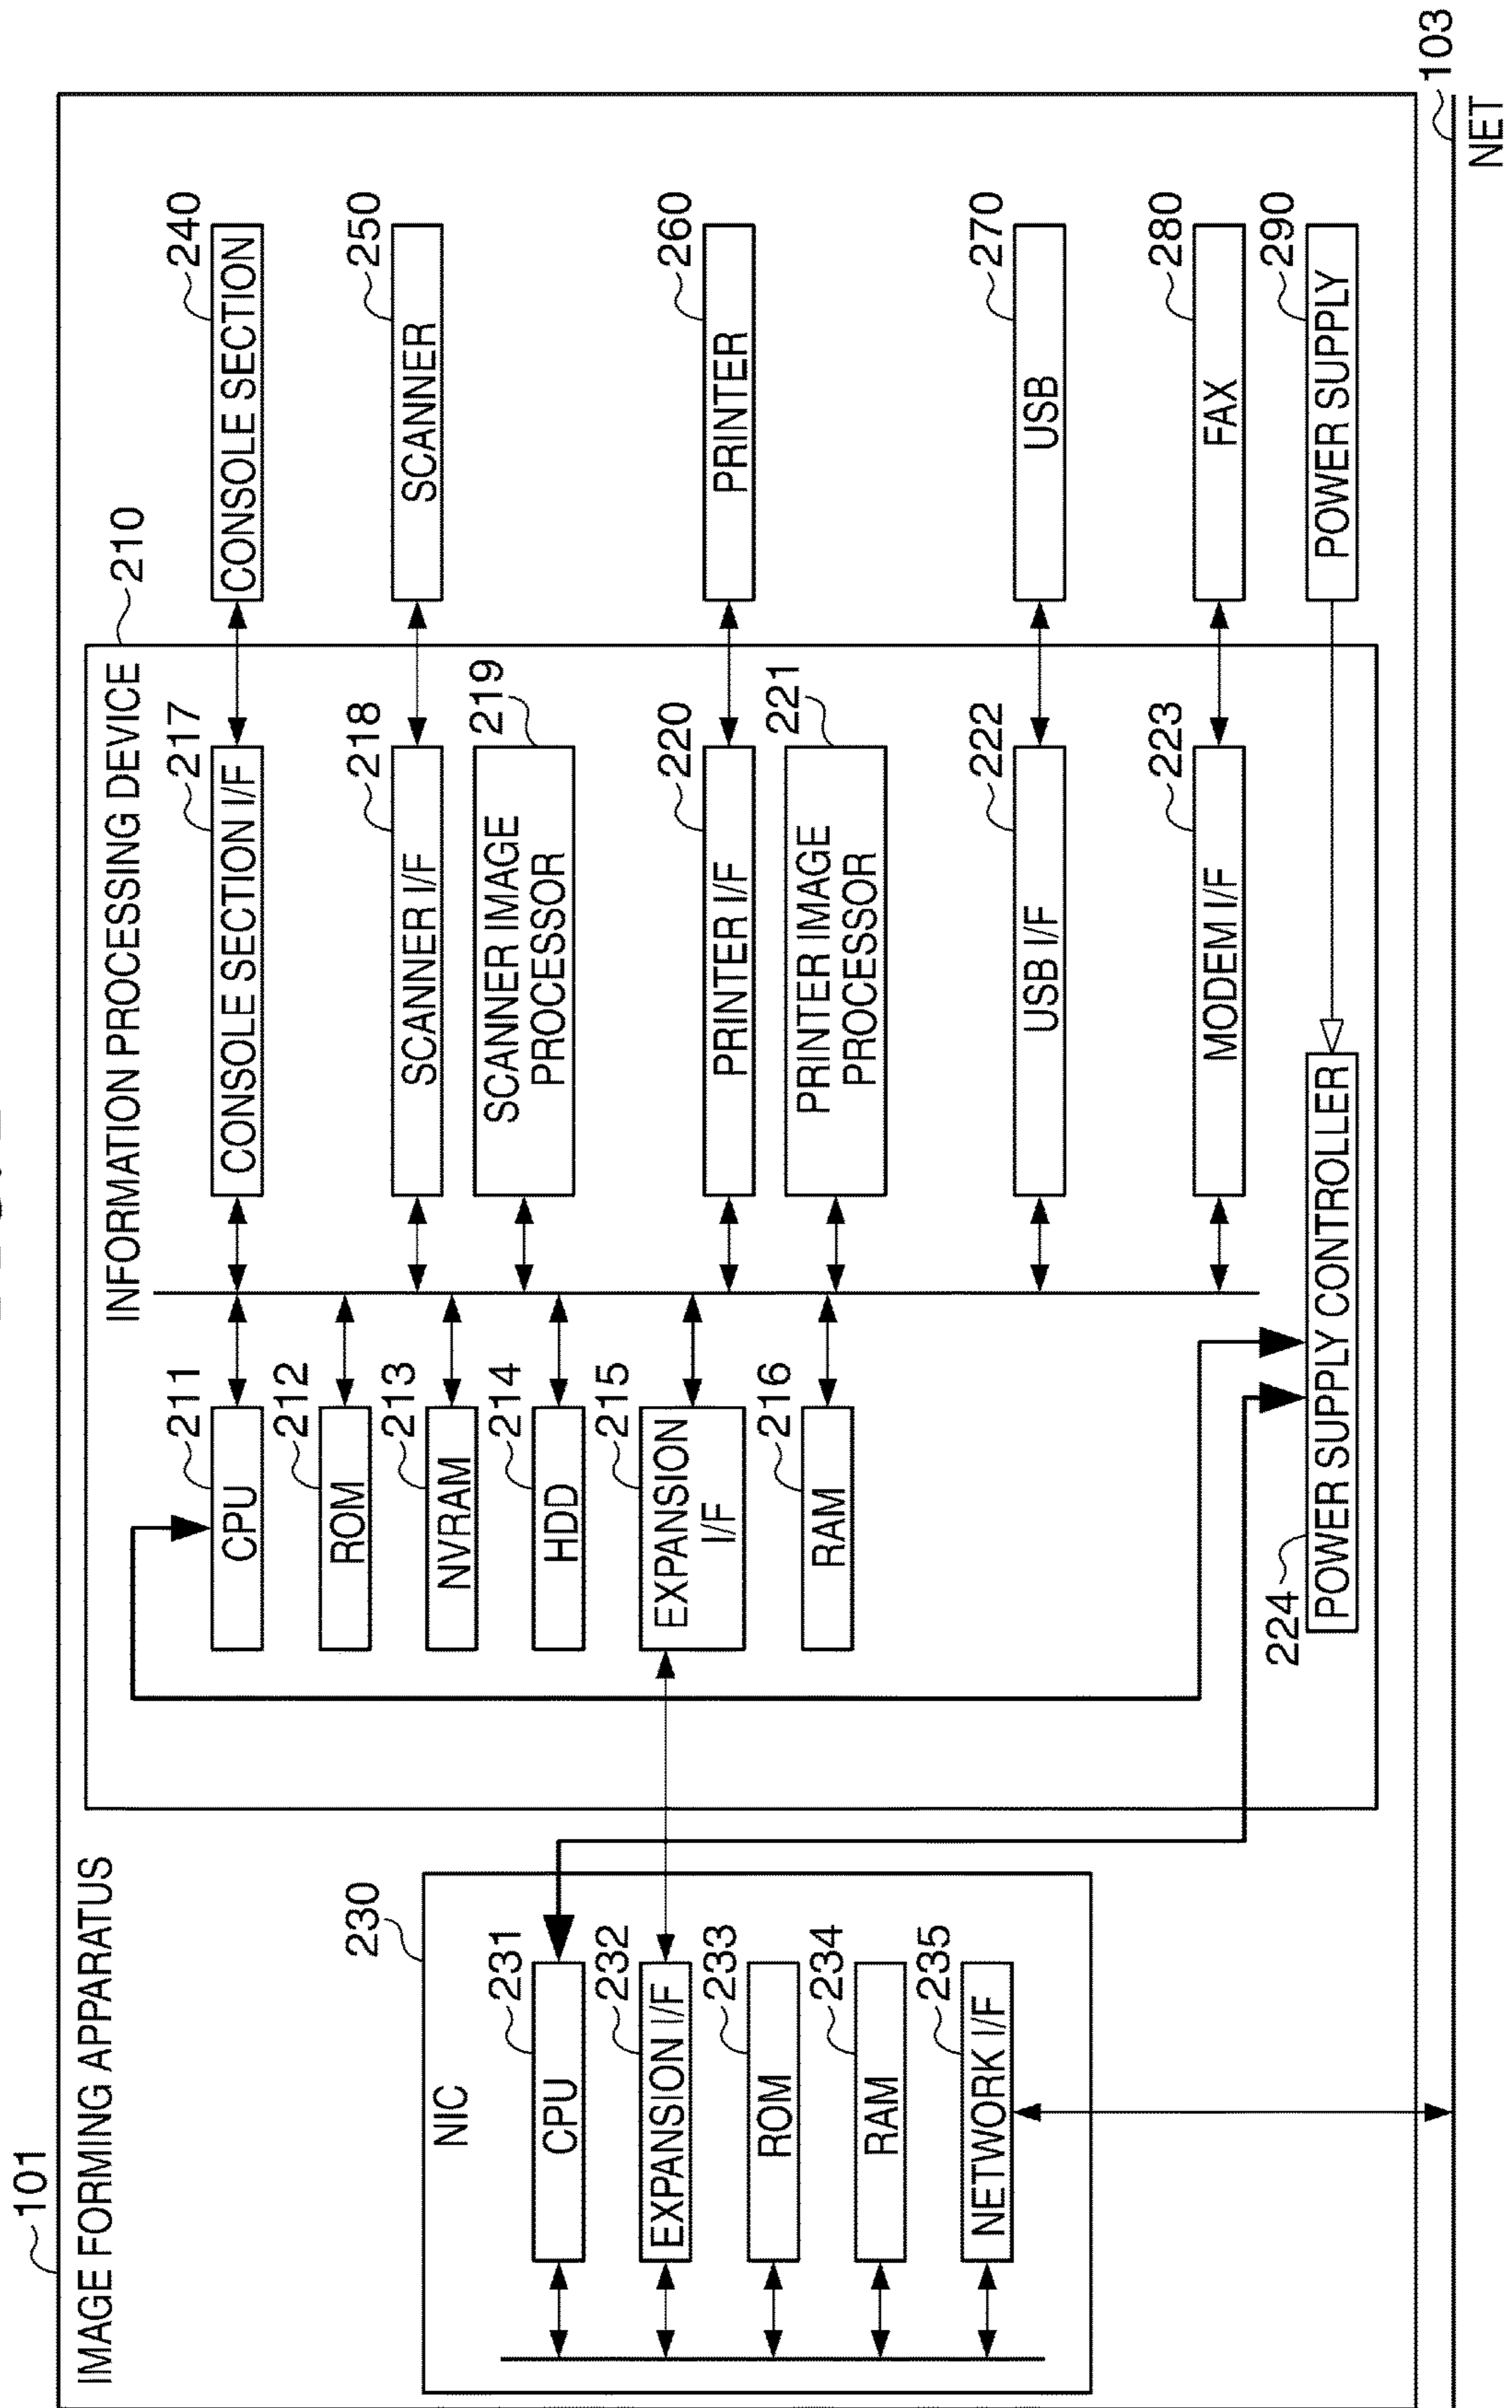 101
IMAGE FORMING APPARATUS
INFORMATION PROCESSING DEVICE
210
230
NIC
231
CPU
232
EXPANSION I/F
233
ROM
234
RAM
235
NETWORK I/F
211
CPU
212
ROM
213
NVRAM
214
HDD
215
EXPANSION
I/F
216
RAM
217
CONSOLE SECTION I/F
218
SCANNER I/F
219
SCANNER IMAGE
PROCESSOR
220
PRINTER I/F
221
PRINTER IMAGE
PROCESSOR
222
USB I/F
223
MODEM I/F
224
POWER SUPPLY CONTROLLER
240
CONSOLE SECTION
250
SCANNER
260
PRINTER
270
USB
280
FAX
290
POWER SUPPLY
103
NET